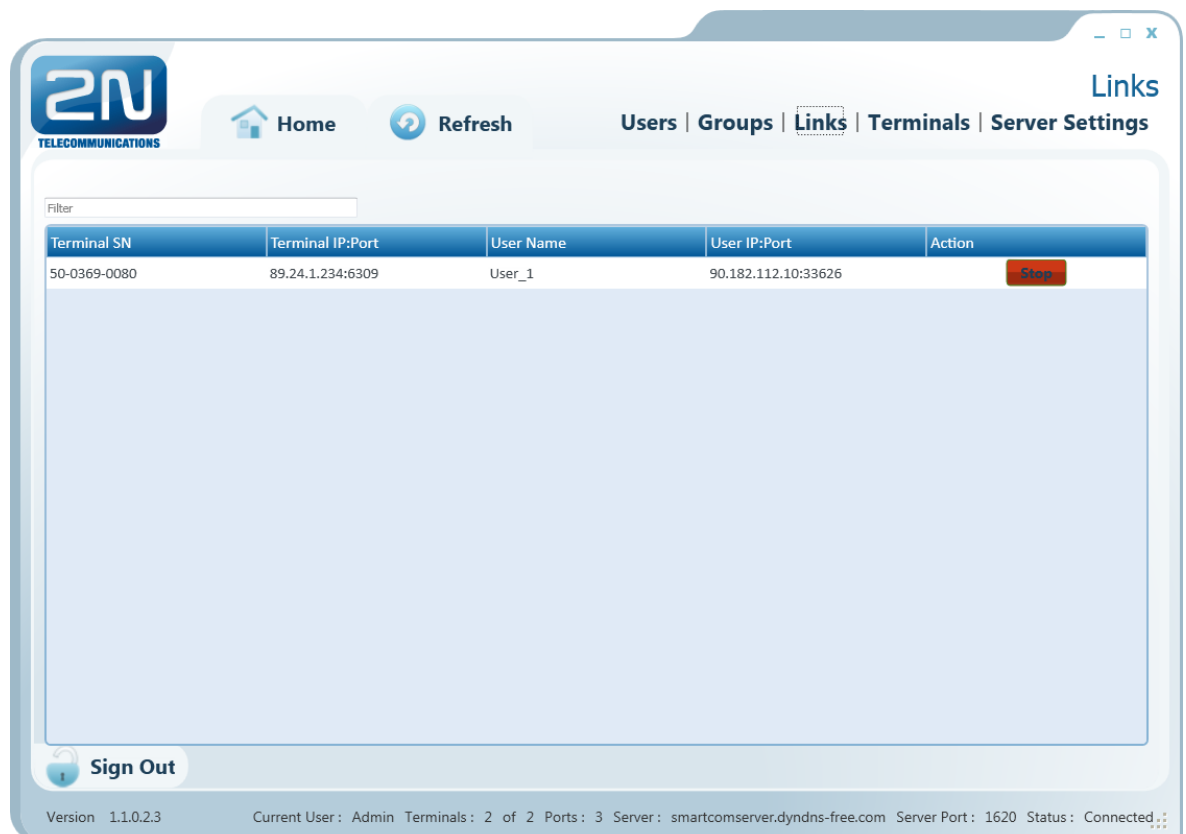 Links
2N
TELECOMMUNICATIONS
Home
Refresh
Users | Groups | Links | Terminals | Server Settings
Filter
Terminal SN Terminal IP:Port User Name User IP:Port Action
50-0369-0080 89.24.1.234:6309 User_1 90.182.112.10:33626 Stop
Sign Out
Version 1.1.0.2.3 Current User : Admin Terminals : 2 of 2 Ports : 3 Server : smartcomserver.dyndns-free.com Server Port : 1620 Status : Connected